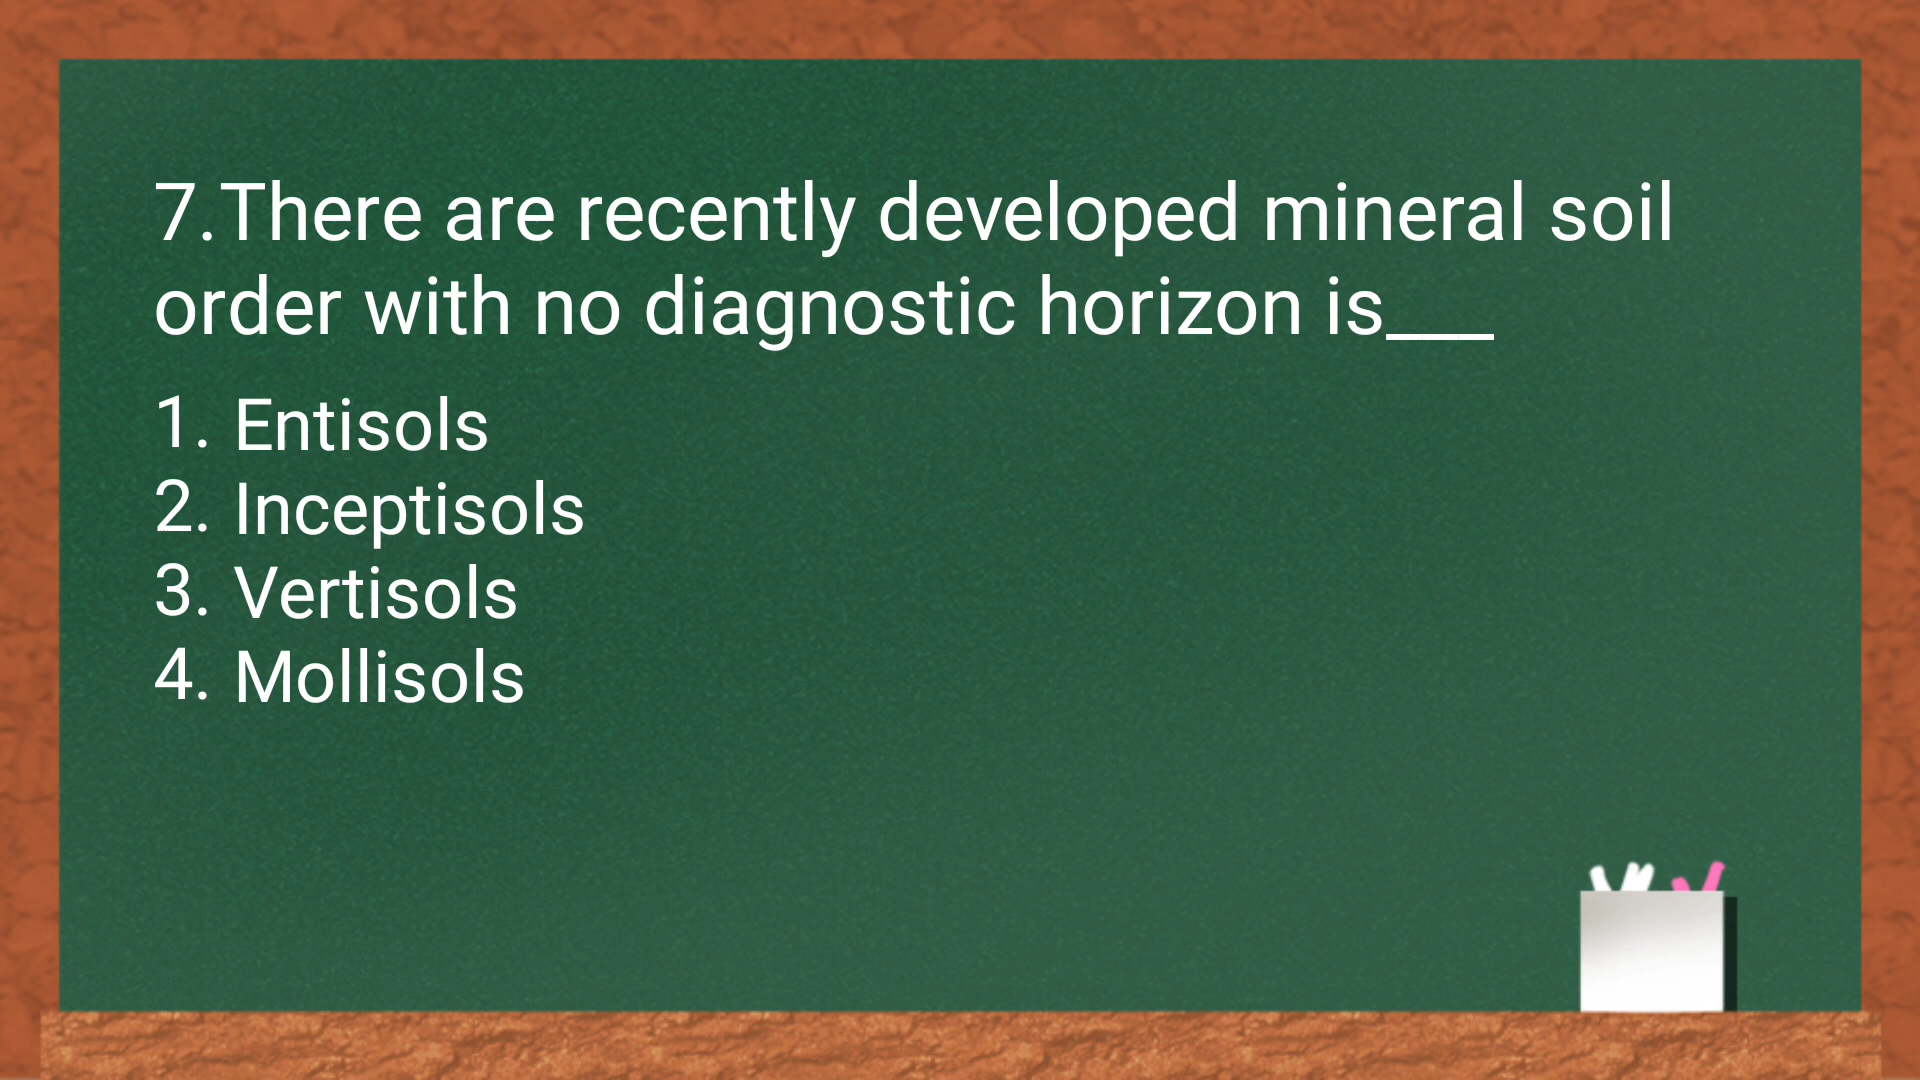 7.There are recently developed mineral soil
order with no diagnostic horizon is___
1. Entisols
2. Inceptisols
3. Vertisols
4. Mollisols